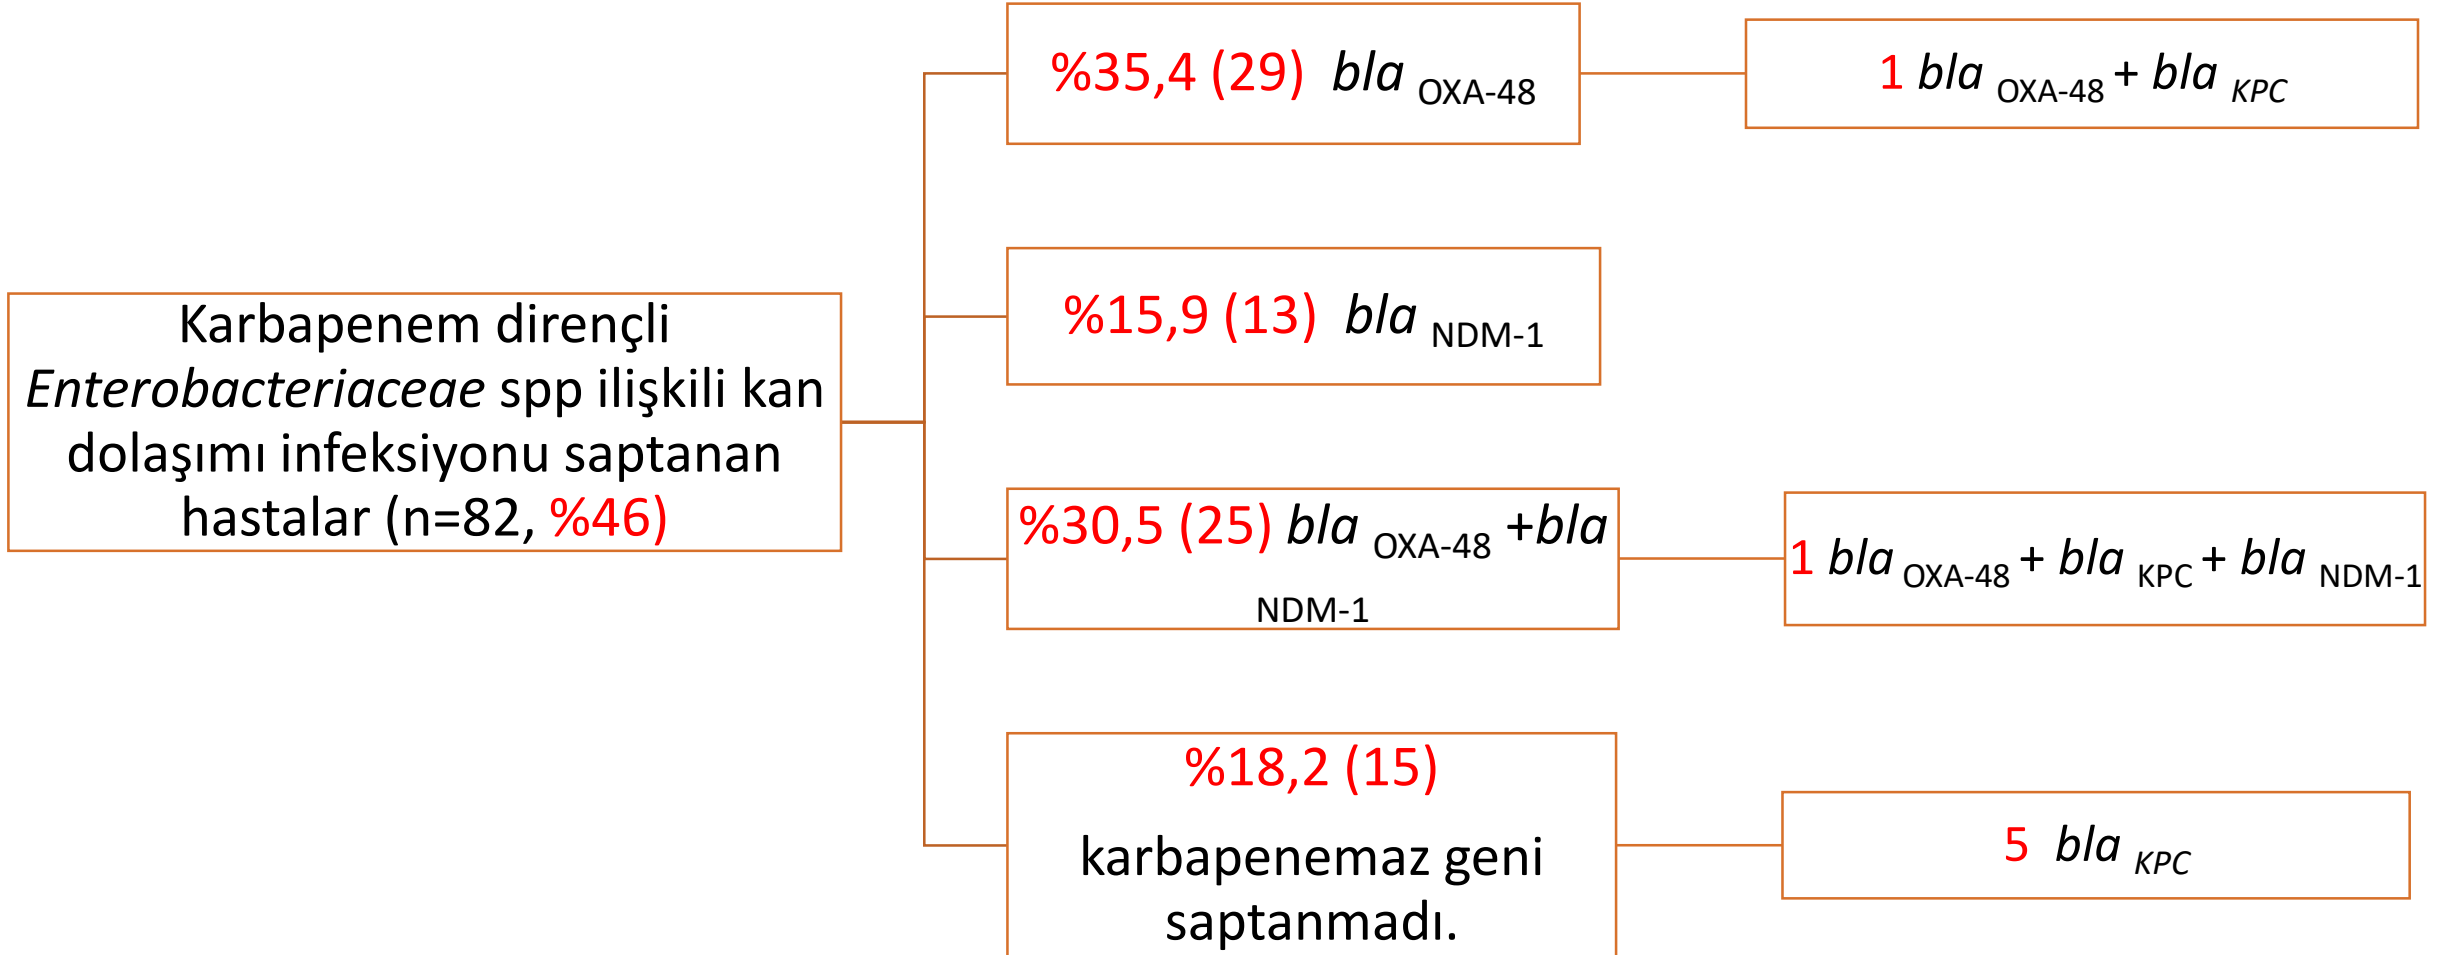 %35,4 (29) bla OXA-48
1 bla OXA-48 + bla KPC
%15,9 (13) bla NDM-1
Karbapenem dirençli
Enterobacteriaceae spp ilişkili kan
dolaşımı infeksiyonu saptanan
hastalar (n=82, %46)
%30,5 (25) bla OXA-48 +bla
NDM-1
1 bla OXA-48 + bla KPC + bla NDM-1
%18,2 (15)
karbapenemaz geni
saptanmadı.
5 bla KPC